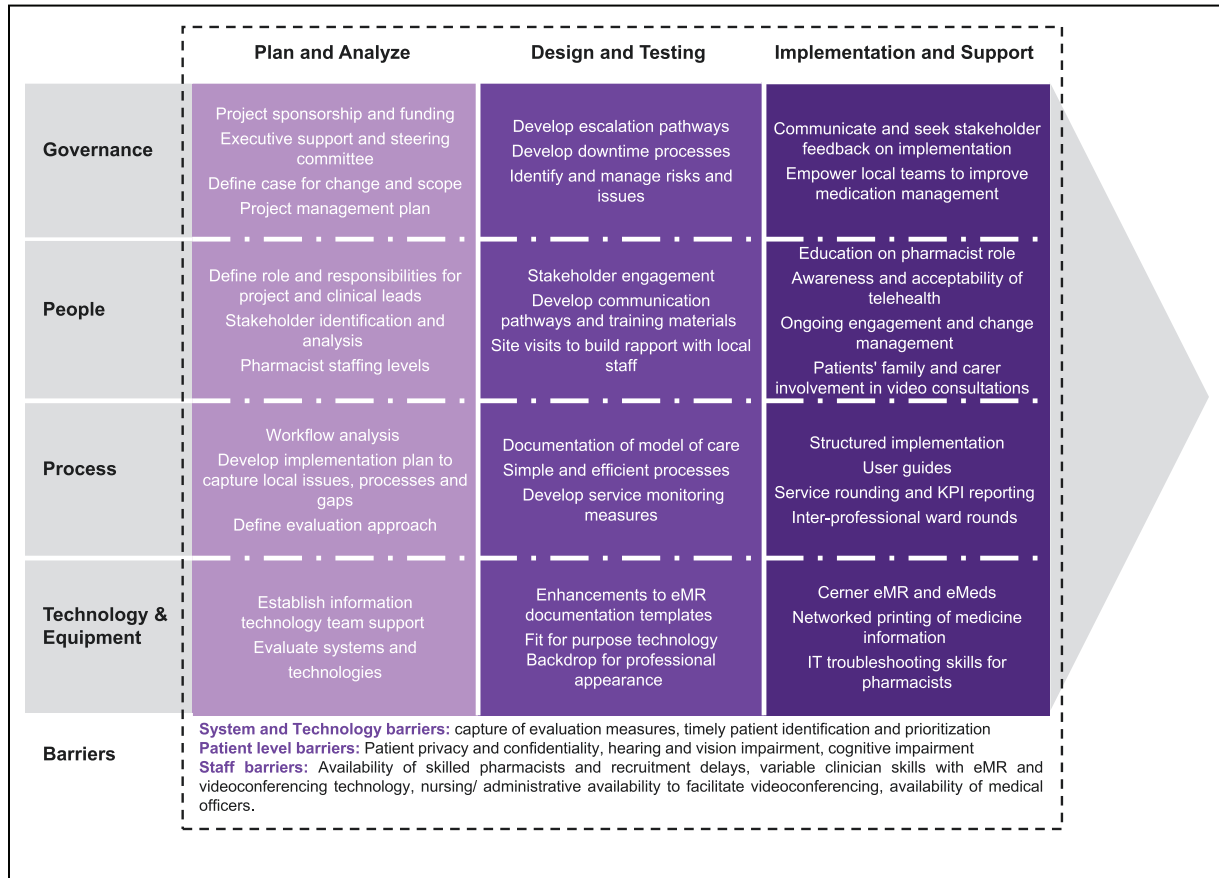 Plan and Analyze
Design and Testing
Implementation and Support
Governance
Project sponsorship and funding
Executive support and steering
committee
Define case for change and scope
Project management plan
Develop escalation pathways
Develop downtime processes
Identify and manage risks and
issues
Communicate and seek stakeholder
feedback on implementation
Empower local teams to improve
medication management
People
Define role and responsibilities for
project and clinical leads
Stakeholder identification and
analysis
Pharmacist staffing levels
Stakeholder engagement
Develop communication
pathways and training materials
Site visits to build rapport with local
staff
Education on pharmacist role
Awareness and acceptability of
telehealth
Ongoing engagement and change
management
Patients' family and carer
involvement in video consultations
Process
Workflow analysis
Develop implementation plan to
capture local issues, processes and
gaps
Define evaluation approach
Documentation of model of care
Simple and efficient processes
Develop service monitoring
measures
Structured implementation
User guides
Service rounding and KPI reporting
Inter-professional ward rounds
Technology &
Equipment
Establish information
technology team support
Evaluate systems and
technologies
Enhancements to eMR
documentation templates
Fit for purpose technology
Backdrop for professional
appearance
Cerner eMR and eMeds
Networked printing of medicine
information
IT troubleshooting skills for
pharmacists
Barriers
System and Technology barriers: capture of evaluation measures, timely patient identification and prioritization
Patient level barriers: Patient privacy and confidentiality, hearing and vision impairment, cognitive impairment
Staff barriers: Availability of skilled pharmacists and recruitment delays, variable clinician skills with eMR and
videoconferencing technology, nursing/ administrative availability to facilitate videoconferencing, availability of medical
officers.